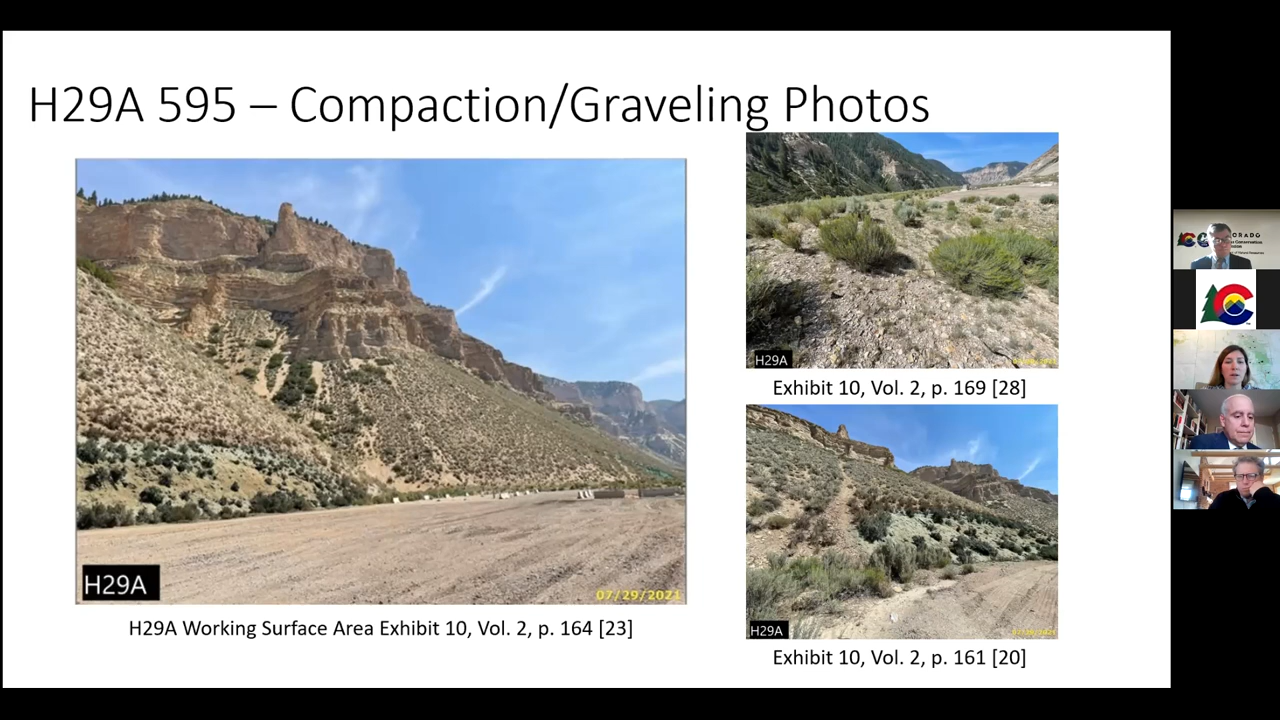 H29A 595 – Compaction/Graveling Photos
H29A
07/29/2021
H29A Working Surface Area Exhibit 10, Vol. 2, p. 164 [23]
H29A
Exhibit 10, Vol. 2, p. 169 [28]
H29A
Exhibit 10, Vol. 2, p. 161 [20]